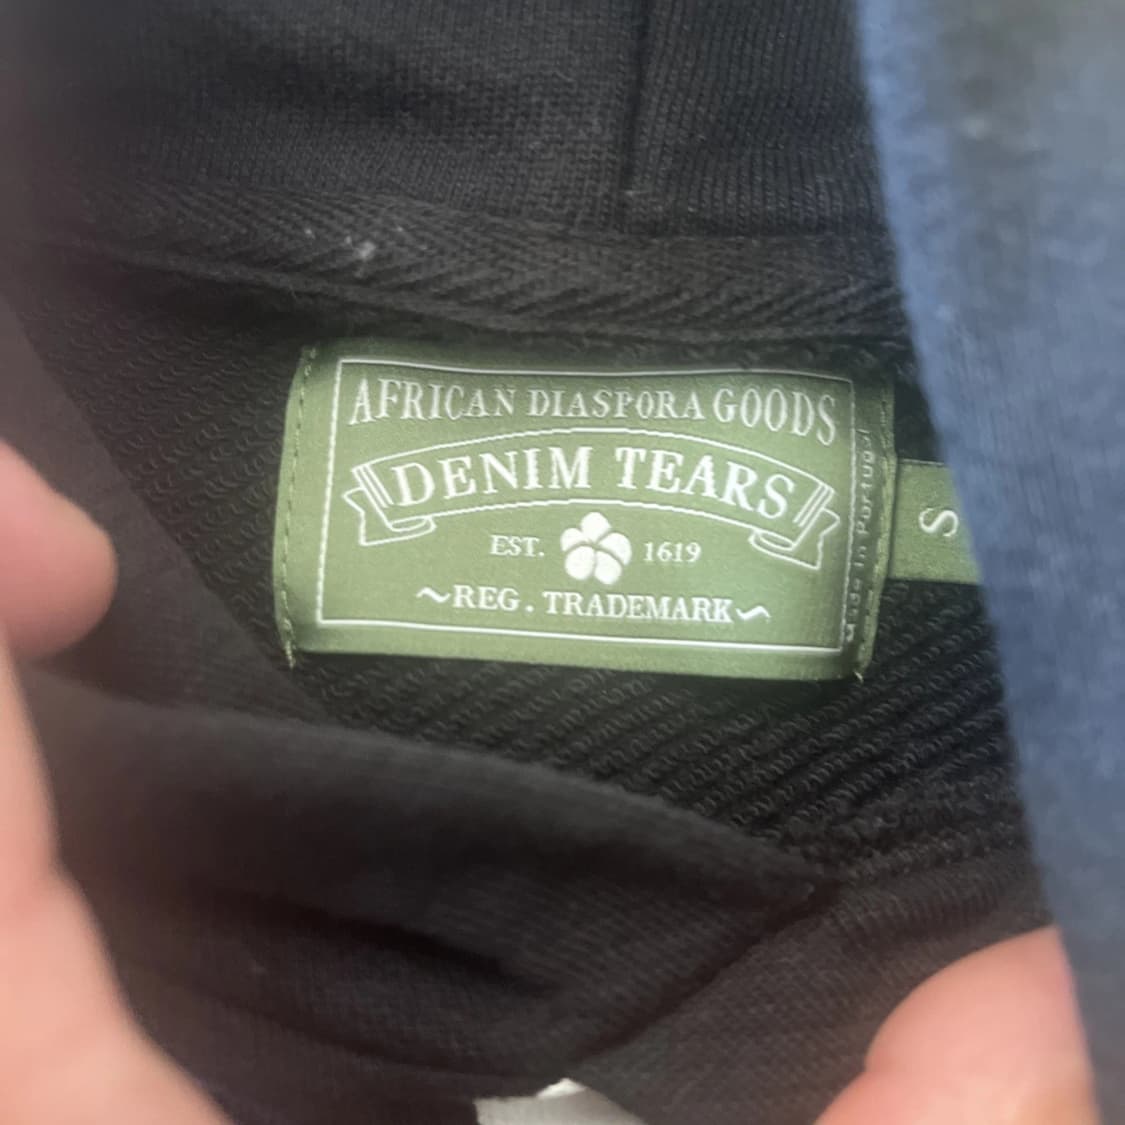 AFRICAN DIASPORA GOODS
DENIM TEARS
EST. 1619
~REG. TRADEMARK~
Made in Portugal
S